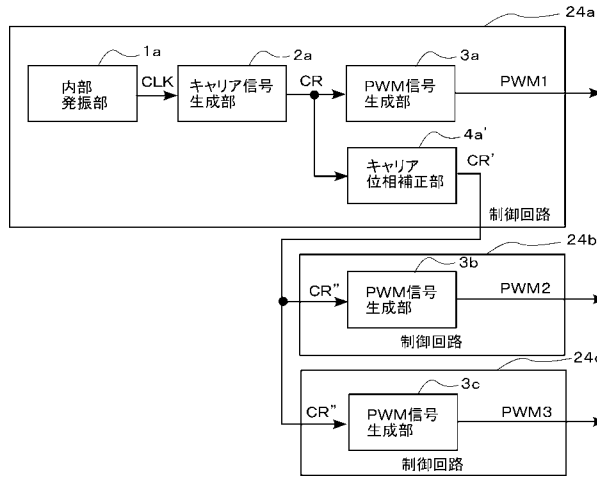 24a
1a
2a
3a
内部
発振部
CLK
キャリア信号
生成部
CR
PWM信号
生成部
PWM1
4a'
キャリア
位相補正部
CR'
制御回路
24b
3b
CR"
PWM信号
生成部
PWM2
制御回路
24c
3c
CR"
PWM信号
生成部
PWM3
制御回路